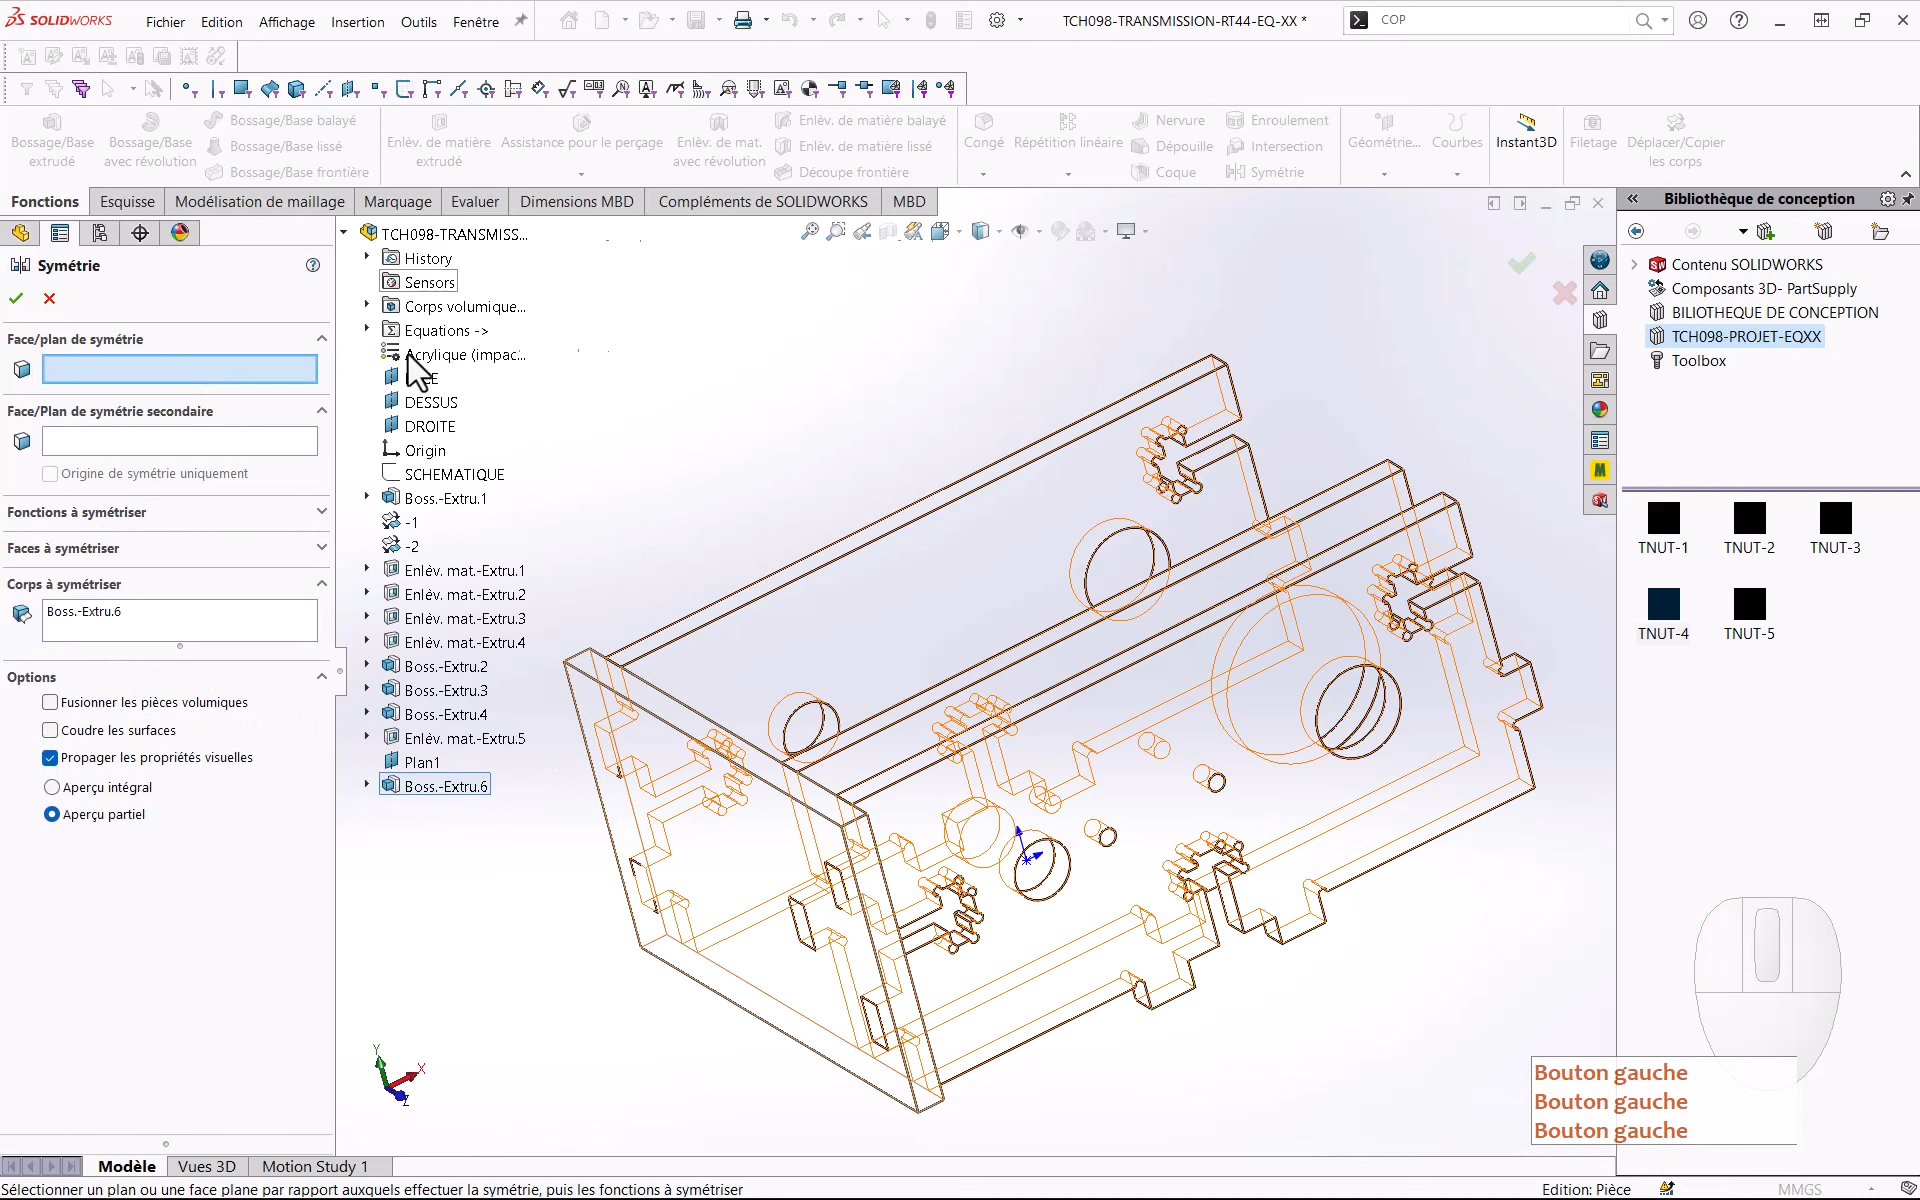 SOLIDWORKS
Fichier
Edition
Affichage
Insertion
Outils
Fenêtre
TCH098-TRANSMISSION-RT44-EQ-XX *
COP
Bossage/Base extrudé
Bossage/Base avec révolution
Bossage/Base balayé
Bossage/Base lissé
Bossage/Base frontière
Enlèv. de matière extrudé
Assistance pour le perçage
Enlèv. de mat. avec révolution
Enlèv. de matière balayé
Enlèv. de matière lissé
Découpe frontière
Congé
Répétition linéaire
Nervure
Dépouille
Coque
Enroulement
Intersection
Symétrie
Géométrie...
Courbes
Instant3D
Filetage
Déplacer/Copier les corps
Fonctions
Esquisse
Modélisation de maillage
Marquage
Evaluer
Dimensions MBD
Compléments de SOLIDWORKS
MBD
Symétrie
Face/plan de symétrie
Face/Plan de symétrie secondaire
Origine de symétrie uniquement
Fonctions à symétriser
Faces à symétriser
Corps à symétriser
Boss.-Extru.6
Options
Fusionner les pièces volumiques
Coudre les surfaces
Propager les propriétés visuelles
Aperçu intégral
Aperçu partiel
TCH098-TRANSMISS...
History
Sensors
Corps volumique...
Equations ->
Acrylique (impac...
DESSUS
DROITE
Origin
SCHEMATIQUE
Boss.-Extru.1
-1
-2
Enlèv. mat.-Extru.1
Enlèv. mat.-Extru.2
Enlèv. mat.-Extru.3
Enlèv. mat.-Extru.4
Boss.-Extru.2
Boss.-Extru.3
Boss.-Extru.4
Enlèv. mat.-Extru.5
Plan1
Boss.-Extru.6
Y
X
Z
Bibliothèque de conception
Contenu SOLIDWORKS
Composants 3D- PartSupply
BILIOTHEQUE DE CONCEPTION
TCH098-PROJET-EQXX
Toolbox
TNUT-1
TNUT-2
TNUT-3
TNUT-4
TNUT-5
Bouton gauche
Bouton gauche
Bouton gauche
Modèle
Vues 3D
Motion Study 1
Sélectionner un plan ou une face plane par rapport auxquels effectuer la symétrie, puis les fonctions à symétriser
Edition: Pièce
MMGS